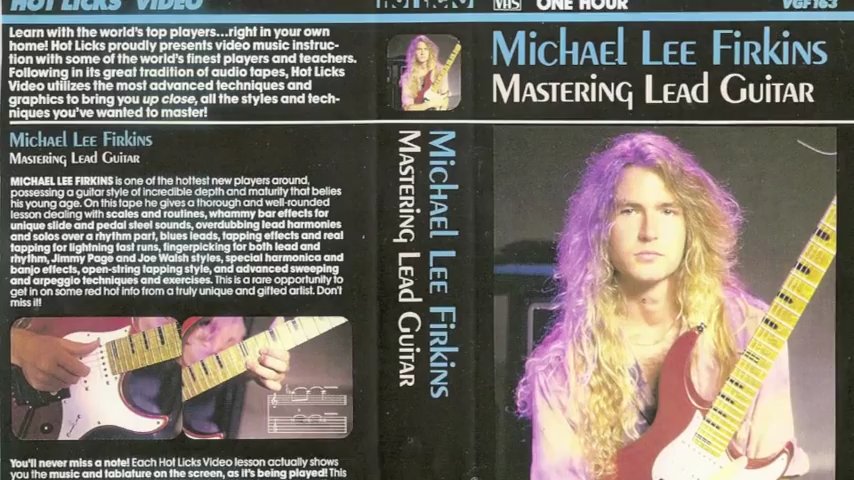 HOT LICKS VIDEO
Learn with the world's top players...right in your own
home! Hot Licks proudly presents video music instruc-
tion with some of the world's finest players and teachers.
Following in its great tradition of audio tapes, Hot Licks
Video utilizes the most advanced techniques and
graphics to bring you up close, all the styles and tech-
niques you've wanted to master!
Michael Lee Firkins
Mastering Lead Guitar
MICHAEL LEE FIRKINS is one of the hottest new players around,
possessing a guitar style of incredible depth and maturity that belies
his young age. On this tape he gives a thorough and well-rounded
lesson dealing with scales and routines, whammy bar effects for
unique slide and pedal steel sounds, overdubbing lead harmonies
and solos over a rhythm part, blues leads, tapping effects and real
tapping for lightning fast runs, fingerpicking for both lead and
rhythm, Jimmy Page and Joe Walsh styles, special harmonica and
banjo effects, open-string tapping style, and advanced sweeping
and arpeggio techniques and exercises. This is a rare opportunity to
get in on some red hot info from a truly unique and gifted artist. Don't
miss it!
You'll never miss a note! Each Hot Licks Video lesson actually shows
you the music and tablature on the screen, as it's being played! This
Hot Licks
Michael Lee Firkins
Mastering Lead Guitar
VHS ONE HOUR
VGF163
Michael Lee Firkins
Mastering Lead Guitar